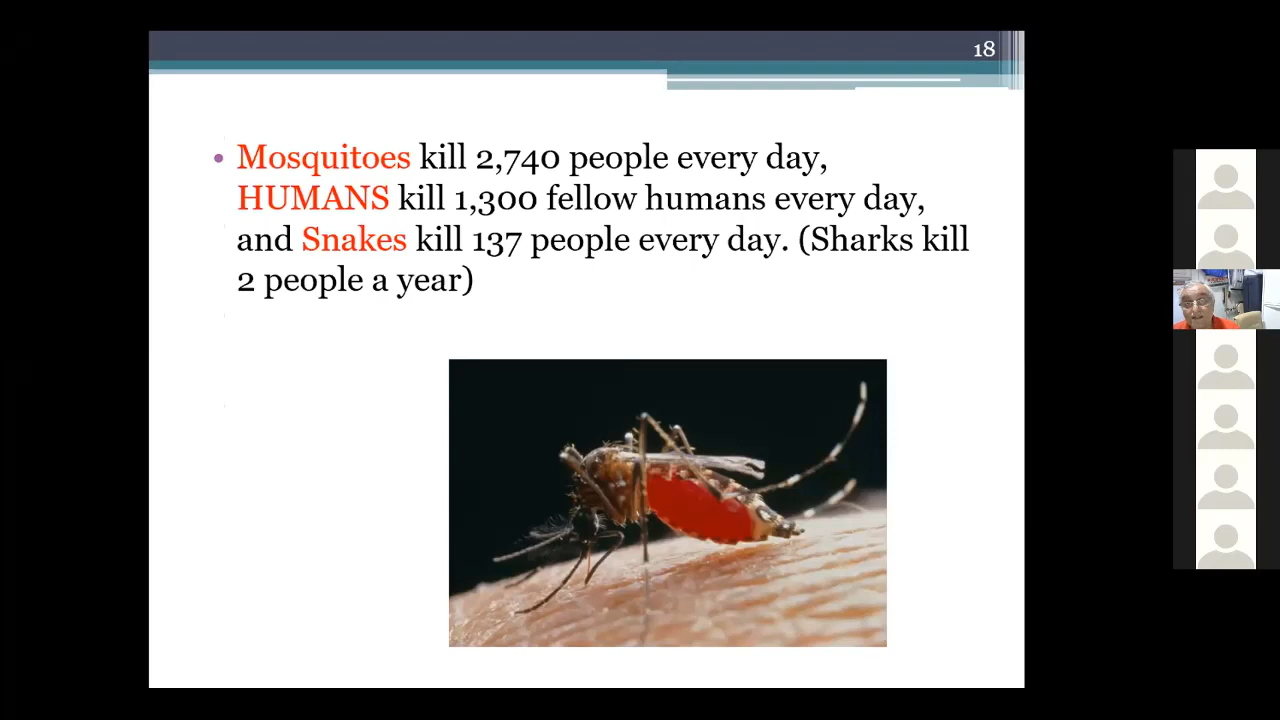 18
• Mosquitoes kill 2,740 people every day,
HUMANS kill 1,300 fellow humans every day,
and Snakes kill 137 people every day. (Sharks kill
2 people a year)